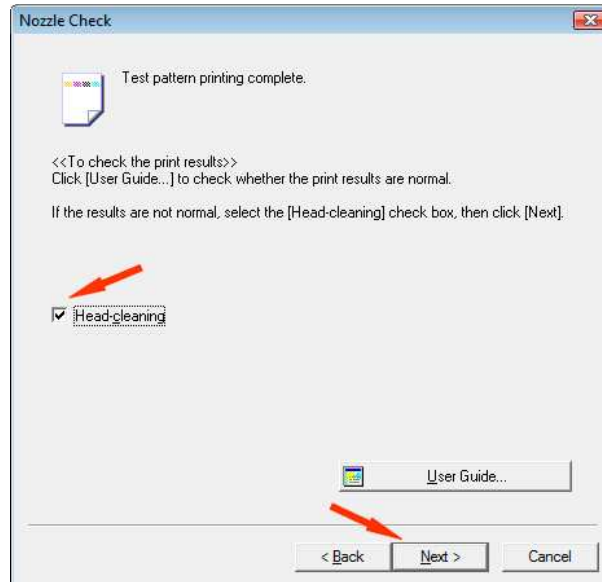 Nozzle Check
Test pattern printing complete.
<<To check the print results>>
Click [User Guide...] to check whether the print results are normal.
If the results are not normal, select the [Head-cleaning] check box, then click [Next].
Head-cleaning
User Guide...
< Back Next > Cancel